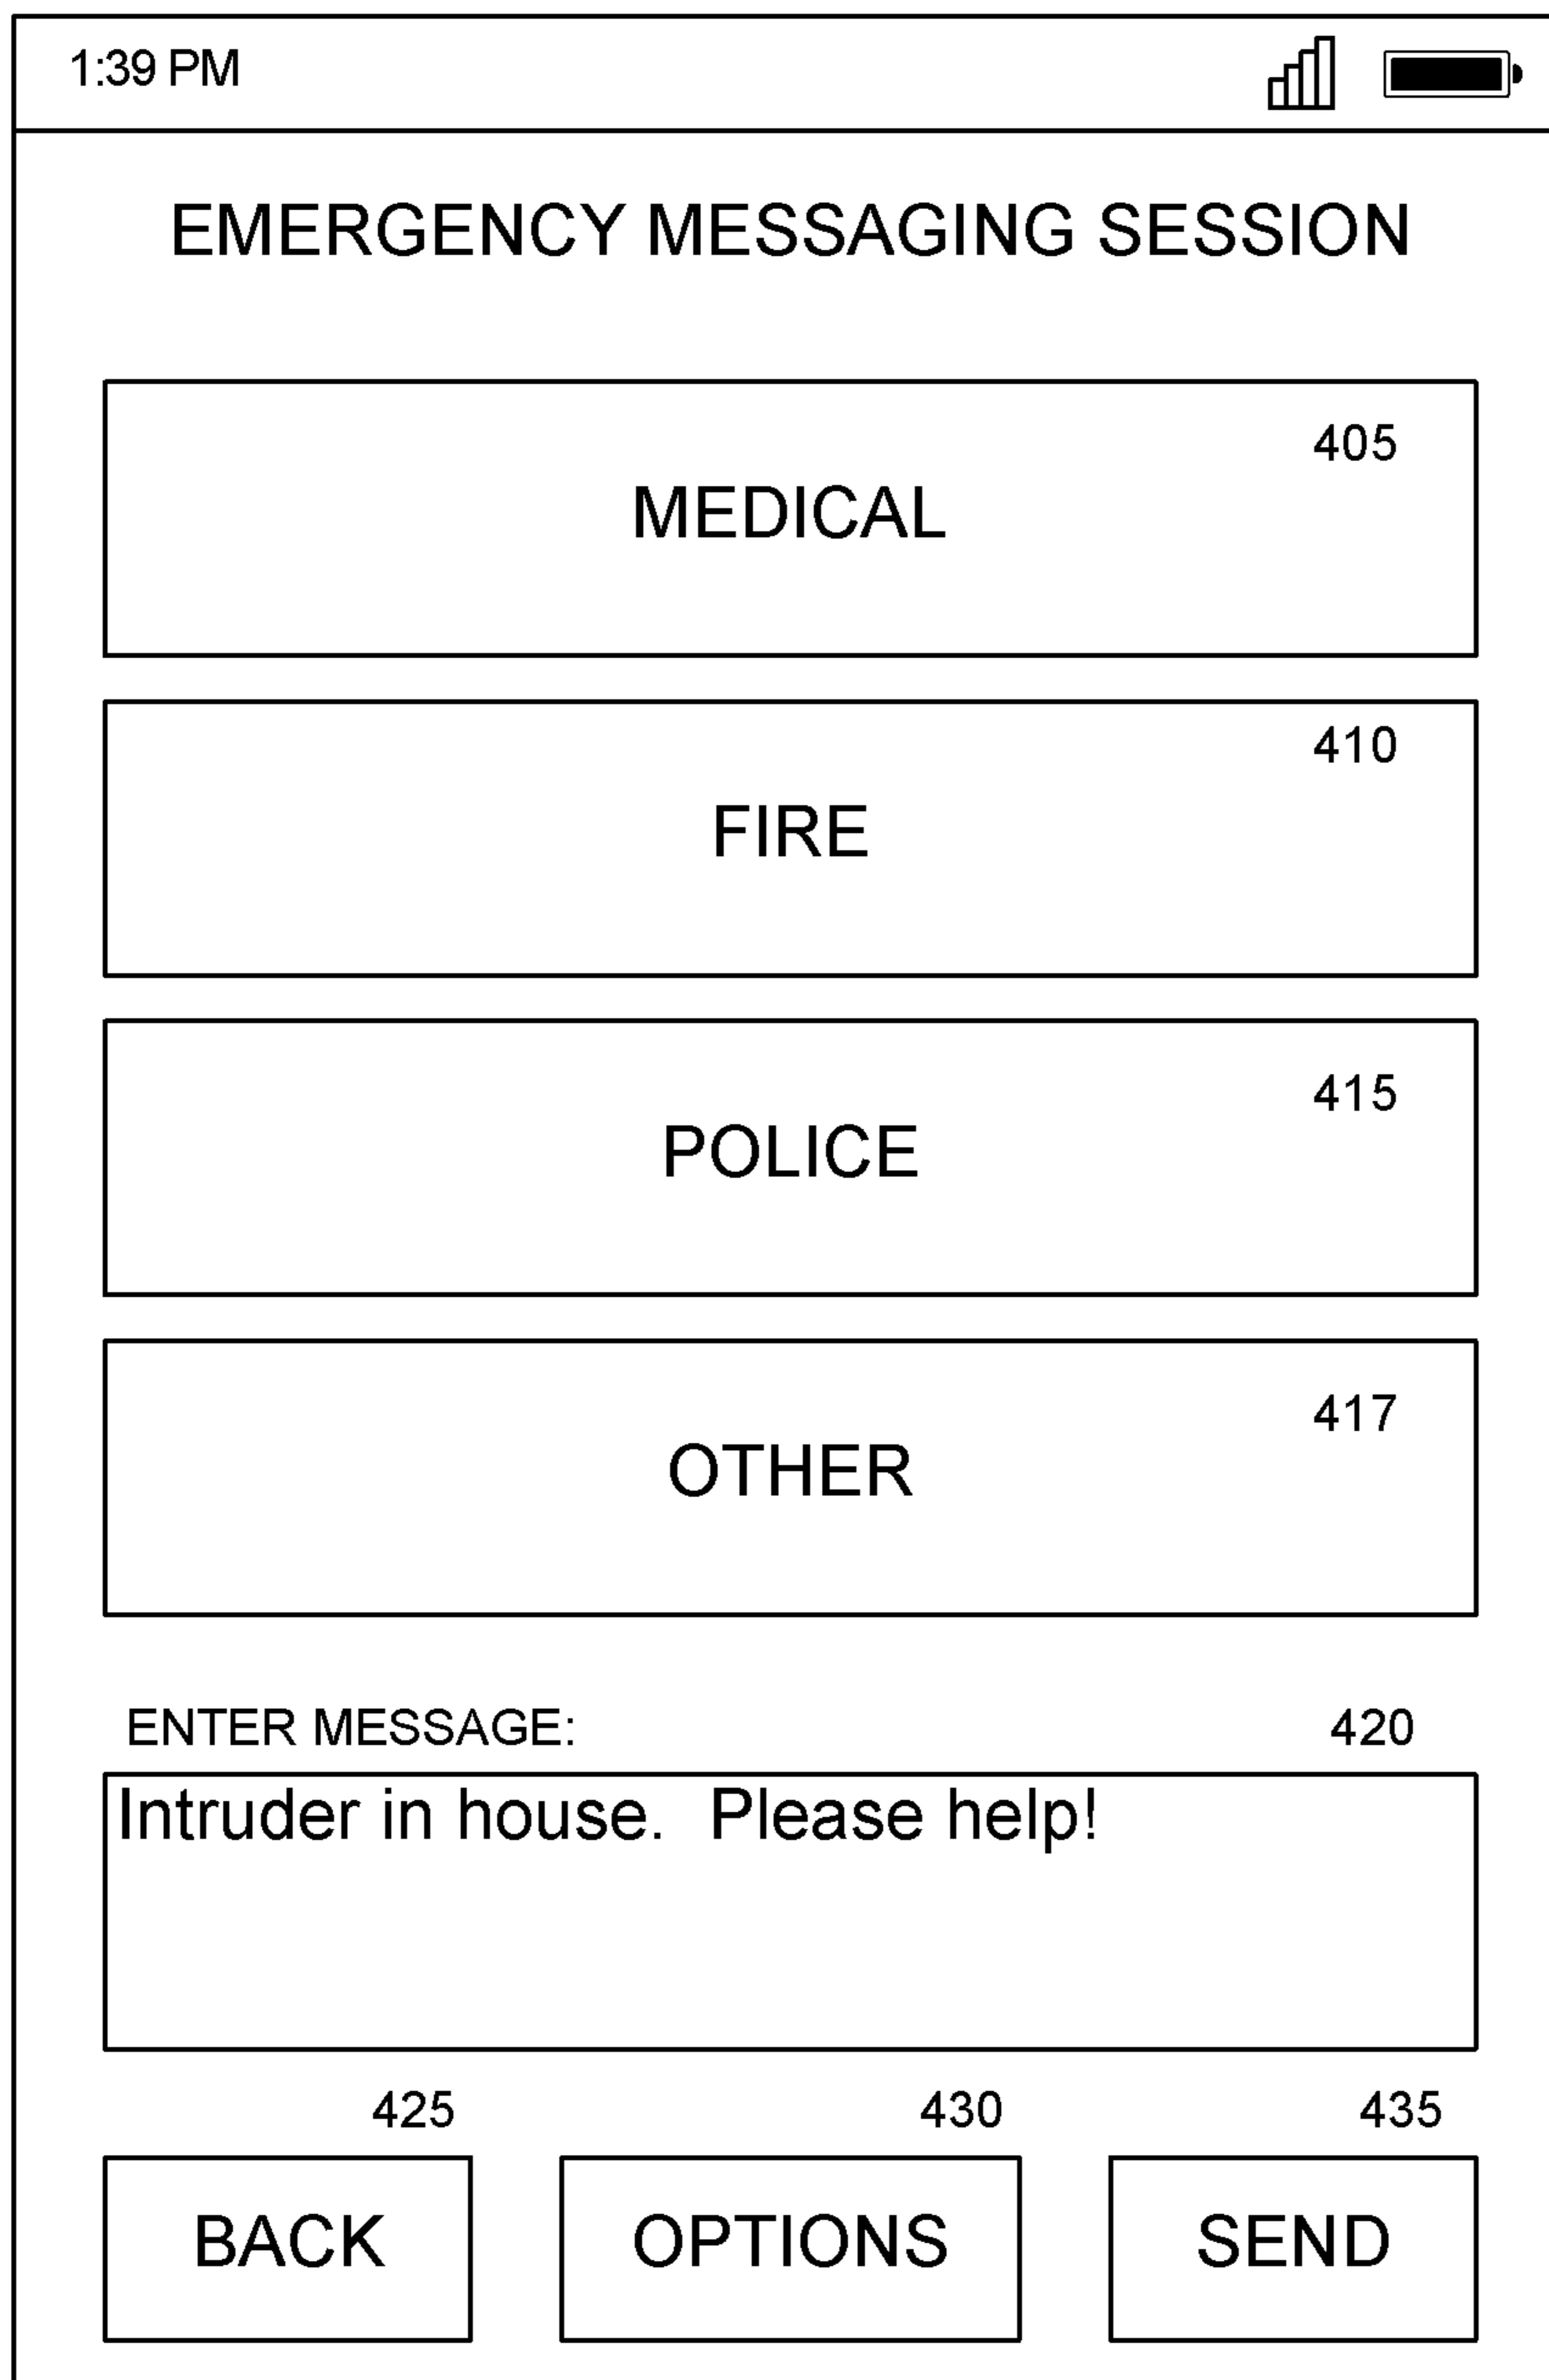 1:39 PM
EMERGENCY MESSAGING SESSION
405
MEDICAL
410
FIRE
415
POLICE
417
OTHER
ENTER MESSAGE: 420
Intruder in house.  Please help!
425 430 435
BACK OPTIONS SEND